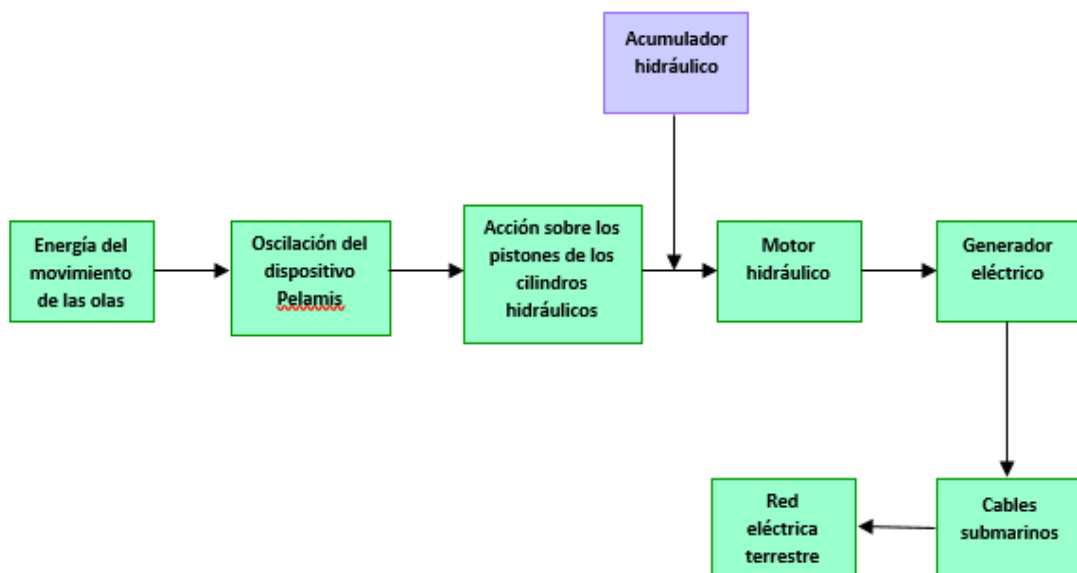 Acumulador
hidráulico
Energía del
movimiento
de las olas
Oscilación del
dispositivo
Pelamis
Acción sobre los
pistones de los
cilindros
hidráulicos
Motor
hidráulico
Generador
eléctrico
Cables
submarinos
Red
eléctrica
terrestre